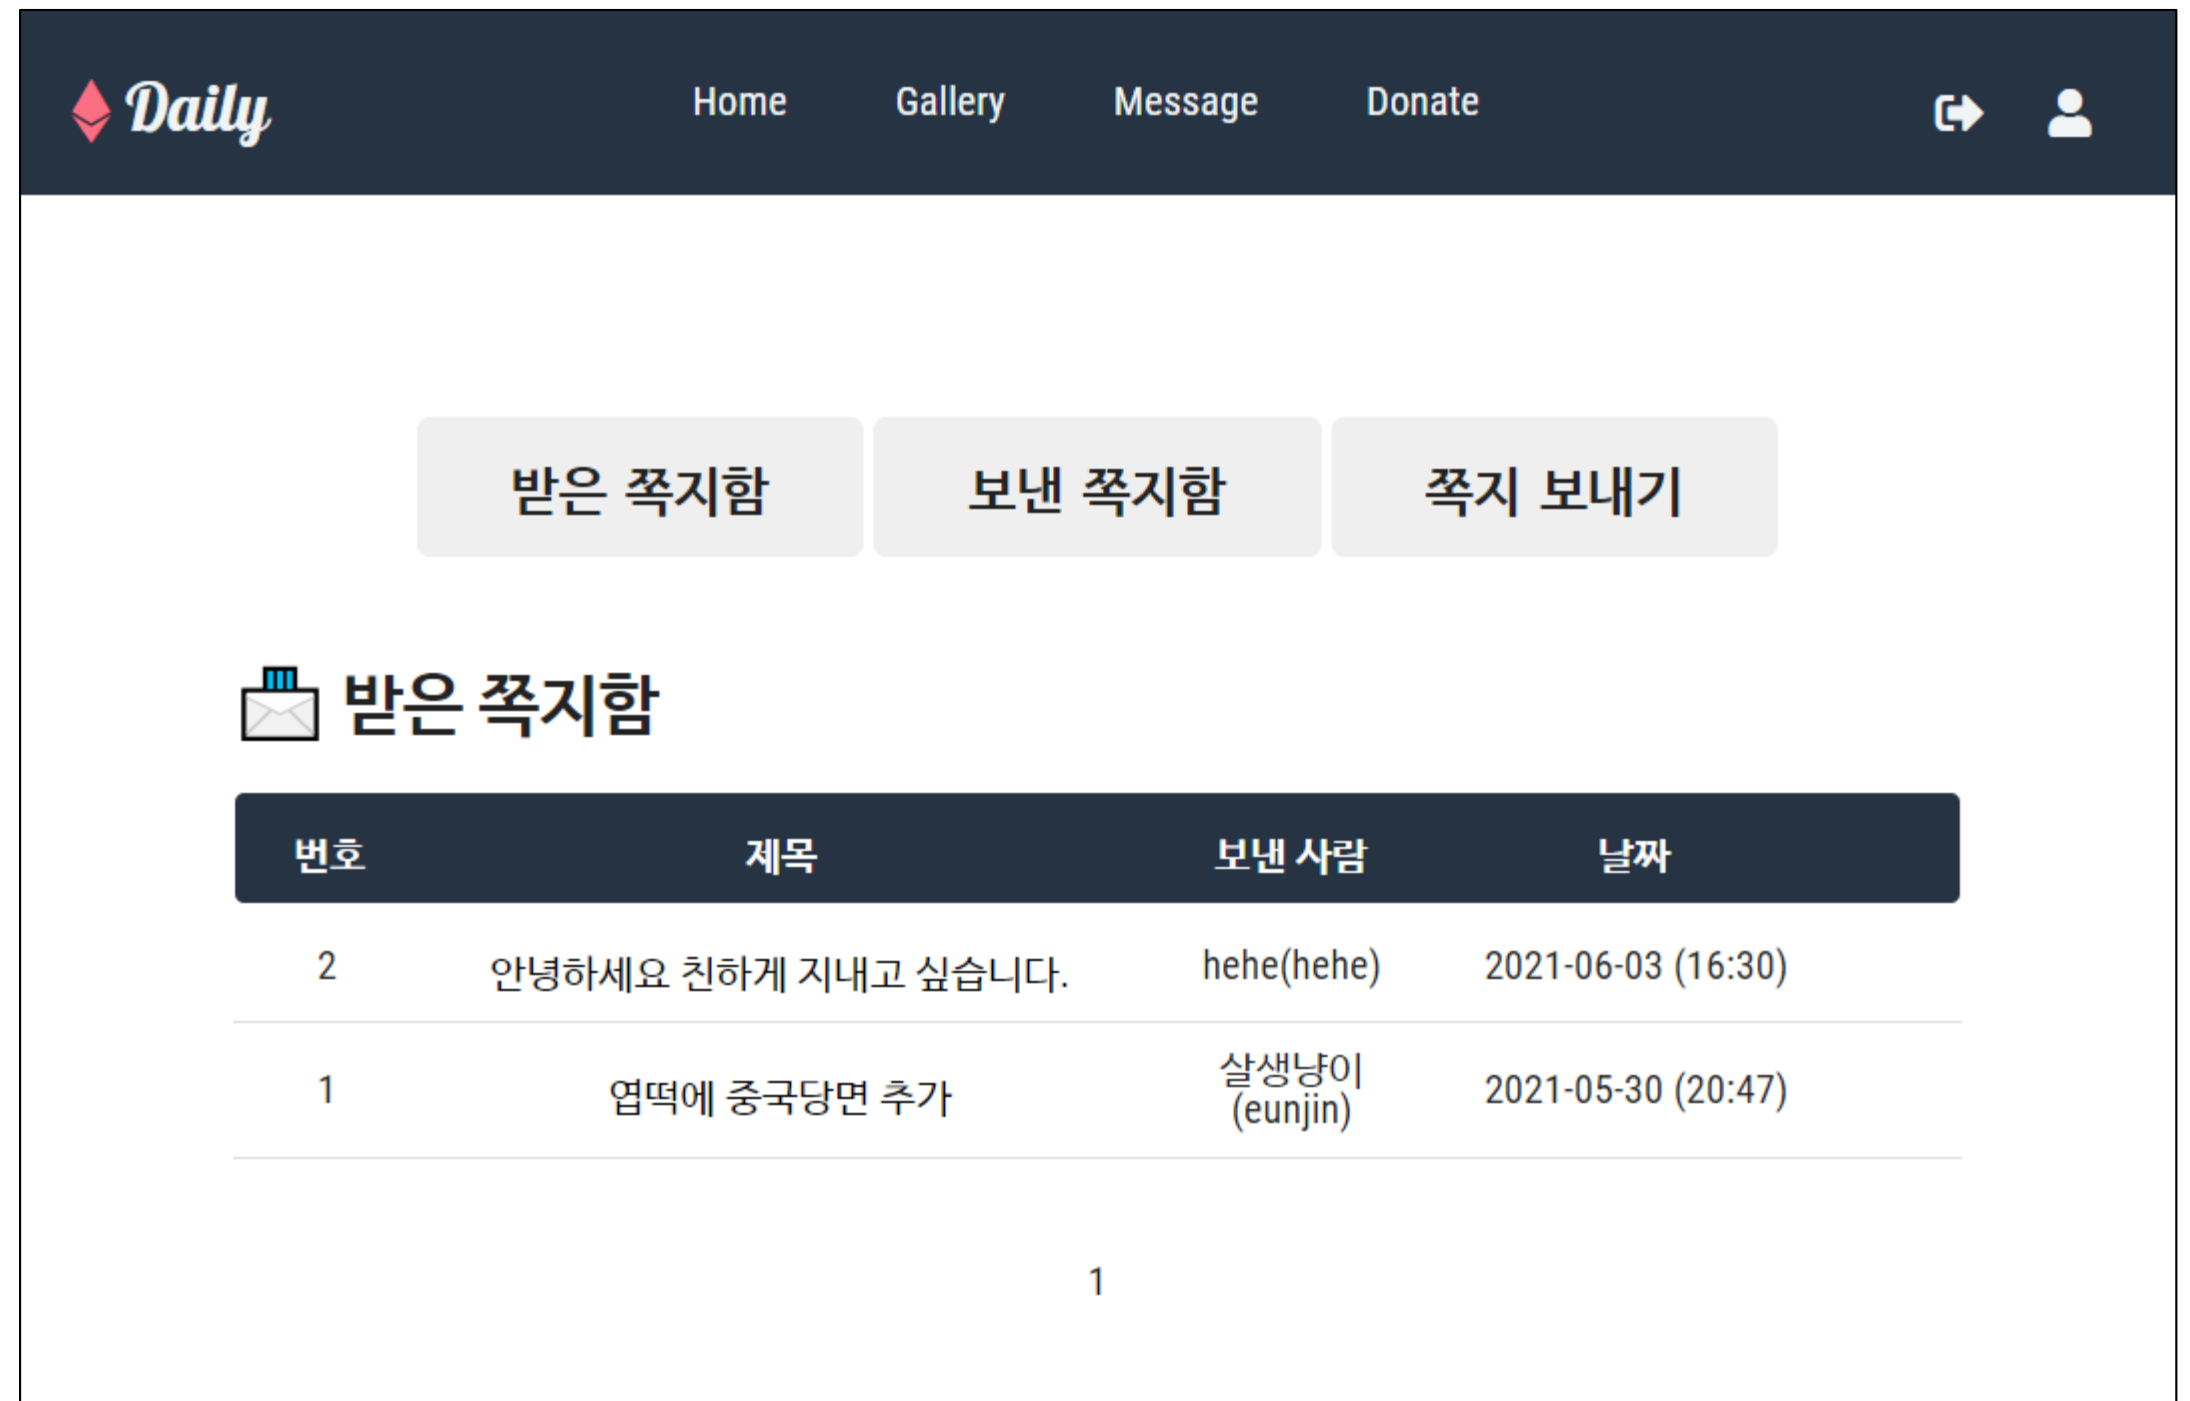 Daily
Home Gallery Message Donate
받은 쪽지함 보낸 쪽지함 쪽지 보내기
받은 쪽지함
번호 제목 보낸 사람 날짜
2 안녕하세요 친하게 지내고 싶습니다. hehe(hehe) 2021-06-03 (16:30)
1 엽떡에 중국당면 추가 살생냥이 (eunjin) 2021-05-30 (20:47)
1